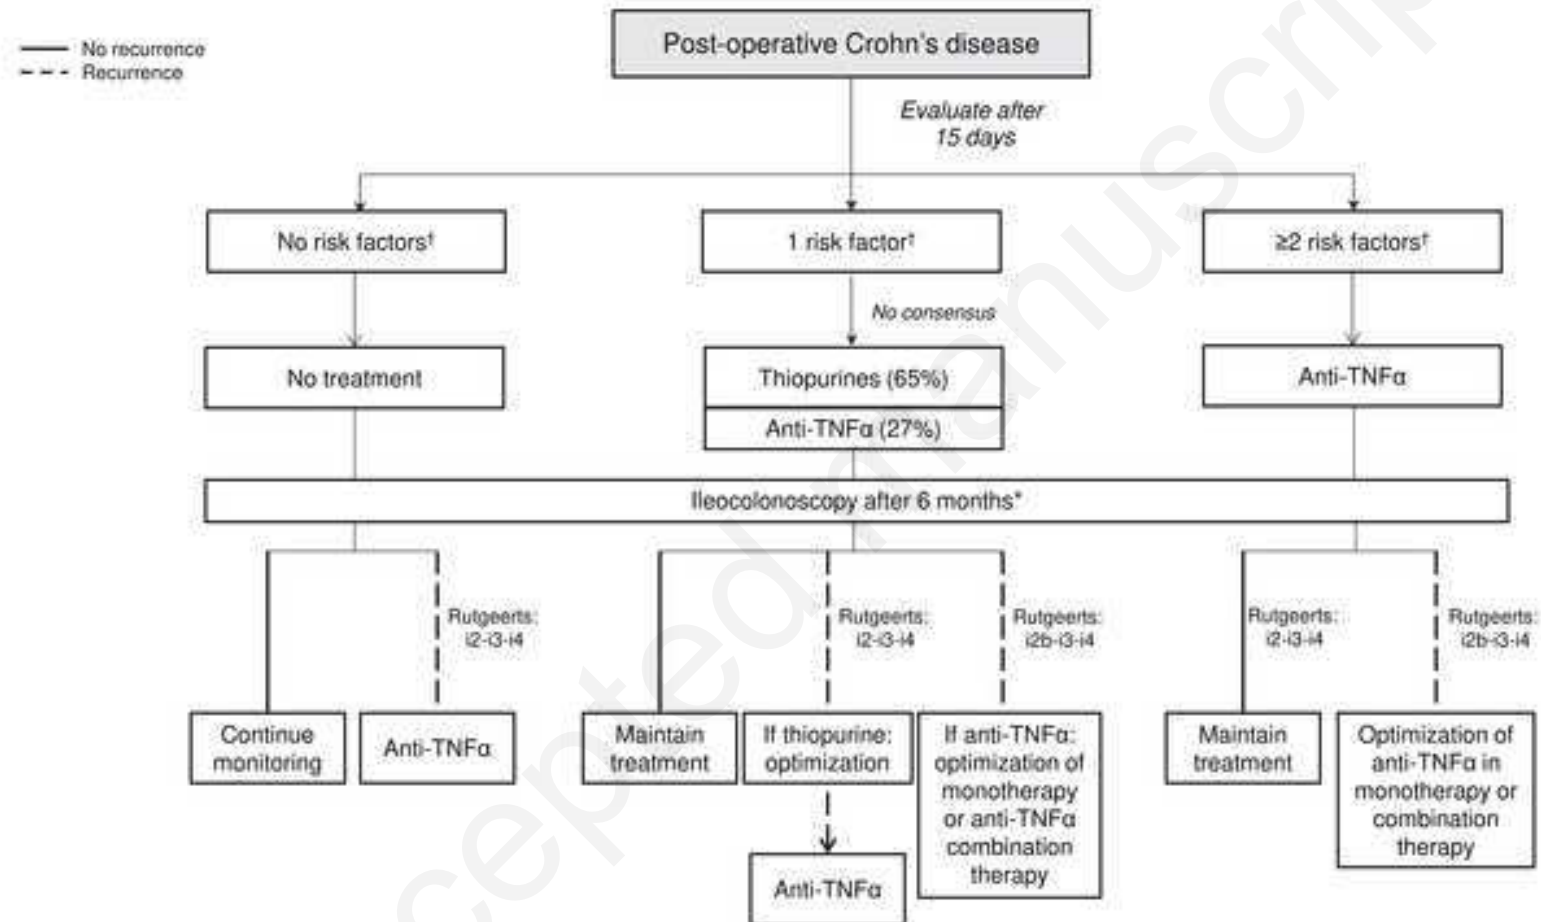 No recurrence
Recurrence
Post-operative Crohn's disease
Evaluate after
15 days
No risk factors†
1 risk factor†
≥2 risk factors†
No consensus
No treatment
Thiopurines (65%)
Anti-TNFα (27%)
Anti-TNFα
Ileocolonoscopy after 6 months*
Rutgeerts:
i2-i3-i4
Rutgeerts:
i2-i3-i4
Rutgeerts:
i2b-i3-i4
Rutgeerts:
i2-i3-i4
Rutgeerts:
i2b-i3-i4
Continue
monitoring
Anti-TNFα
Maintain
treatment
If thiopurine:
optimization
Anti-TNFα
If anti-TNFα:
optimization of
monotherapy
or anti-TNFα
combination
therapy
Maintain
treatment
Optimization of
anti-TNFα in
monotherapy or
combination
therapy
cepted manuscrip